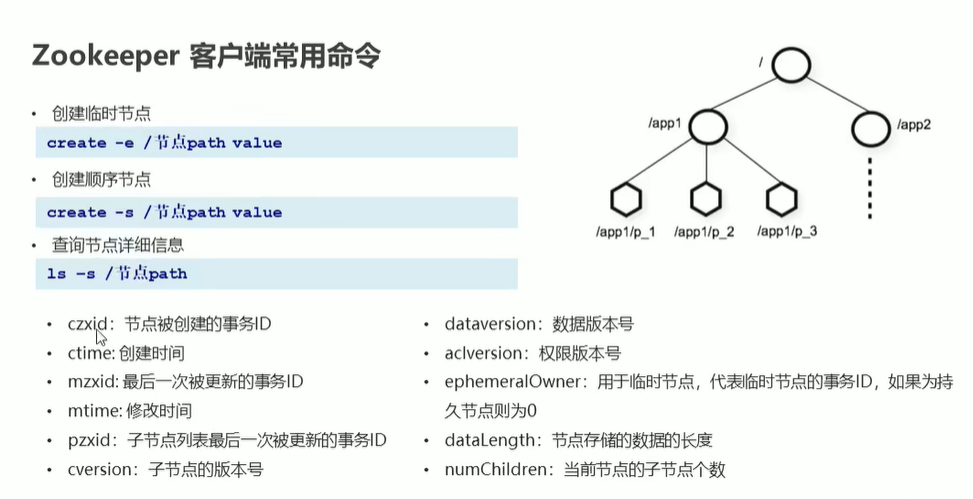 Zookeeper 客户端常用命令
• 创建临时节点
create -e /节点path value
• 创建顺序节点
create -s /节点path value
• 查询节点详细信息
ls –s /节点path
/
/app1
/app2
/app1/p_1
/app1/p_2
/app1/p_3
• czxid：节点被创建的事务ID
• ctime: 创建时间
• mzxid: 最后一次被更新的事务ID
• mtime: 修改时间
• pzxid：子节点列表最后一次被更新的事务ID
• cversion：子节点的版本号
• dataversion：数据版本号
• aclversion：权限版本号
• ephemeralOwner：用于临时节点，代表临时节点的事务ID，如果为持
久节点则为0
• dataLength：节点存储的数据的长度
• numChildren：当前节点的子节点个数